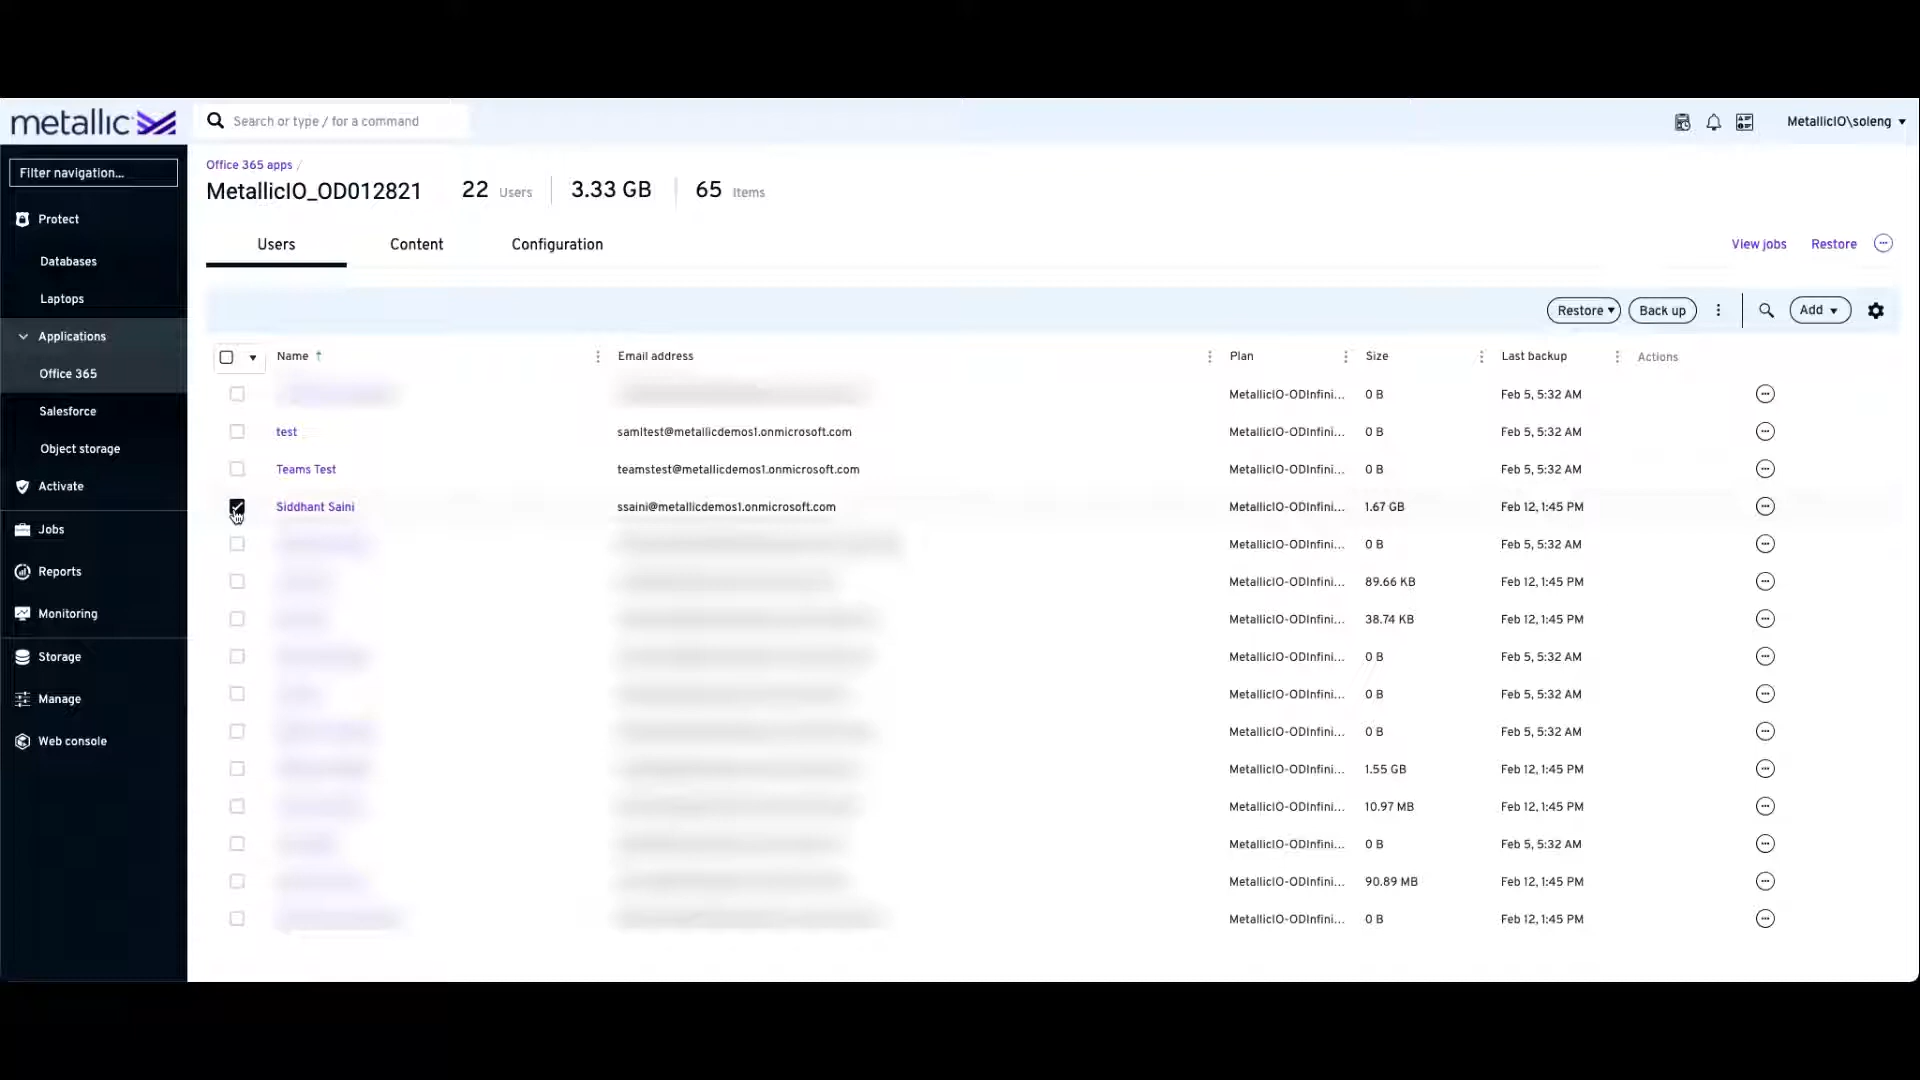 metallic
Search or type / for a command
MetallicIO\soleng
Filter navigation...
Protect
Databases
Laptops
Applications
Office 365
Salesforce
Object storage
Activate
Jobs
Reports
Monitoring
Storage
Manage
Web console
Office 365 apps /
MetallicIO_OD012821 22 Users 3.33 GB 65 Items
Users Content Configuration View jobs Restore
Restore Back up Add
Name Email address Plan Size Last backup Actions
MetallicIO-ODInfini... 0 B Feb 5, 5:32 AM
test samltest@metallicdemos1.onmicrosoft.com MetallicIO-ODInfini... 0 B Feb 5, 5:32 AM
Teams Test teamstest@metallicdemos1.onmicrosoft.com MetallicIO-ODInfini... 0 B Feb 5, 5:32 AM
Siddhant Saini ssaini@metallicdemos1.onmicrosoft.com MetallicIO-ODInfini... 1.67 GB Feb 12, 1:45 PM
MetallicIO-ODInfini... 0 B Feb 5, 5:32 AM
MetallicIO-ODInfini... 89.66 KB Feb 12, 1:45 PM
MetallicIO-ODInfini... 38.74 KB Feb 12, 1:45 PM
MetallicIO-ODInfini... 0 B Feb 5, 5:32 AM
MetallicIO-ODInfini... 0 B Feb 5, 5:32 AM
MetallicIO-ODInfini... 0 B Feb 5, 5:32 AM
MetallicIO-ODInfini... 1.55 GB Feb 12, 1:45 PM
MetallicIO-ODInfini... 10.97 MB Feb 12, 1:45 PM
MetallicIO-ODInfini... 0 B Feb 5, 5:32 AM
MetallicIO-ODInfini... 90.89 MB Feb 12, 1:45 PM
MetallicIO-ODInfini... 0 B Feb 12, 1:45 PM